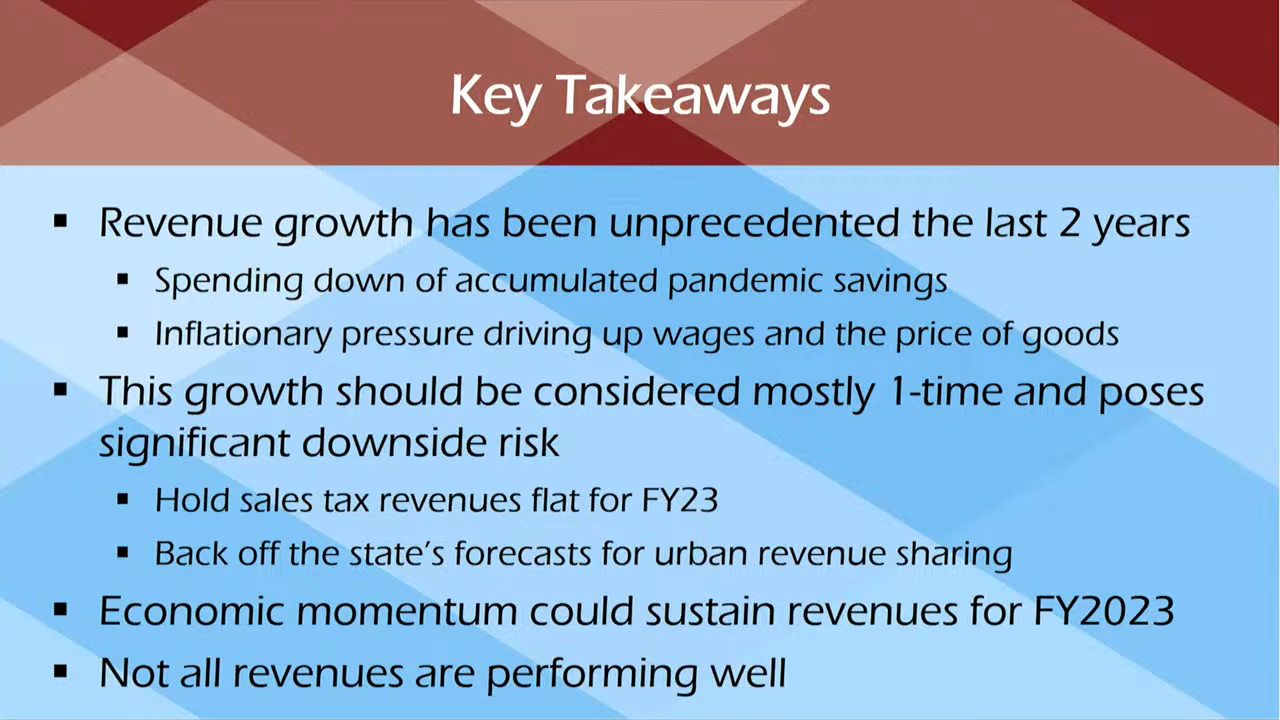 Key Takeaways
▪ Revenue growth has been unprecedented the last 2 years
▪ Spending down of accumulated pandemic savings
▪ Inflationary pressure driving up wages and the price of goods
▪ This growth should be considered mostly 1-time and poses
significant downside risk
▪ Hold sales tax revenues flat for FY23
▪ Back off the state's forecasts for urban revenue sharing
▪ Economic momentum could sustain revenues for FY2023
▪ Not all revenues are performing well